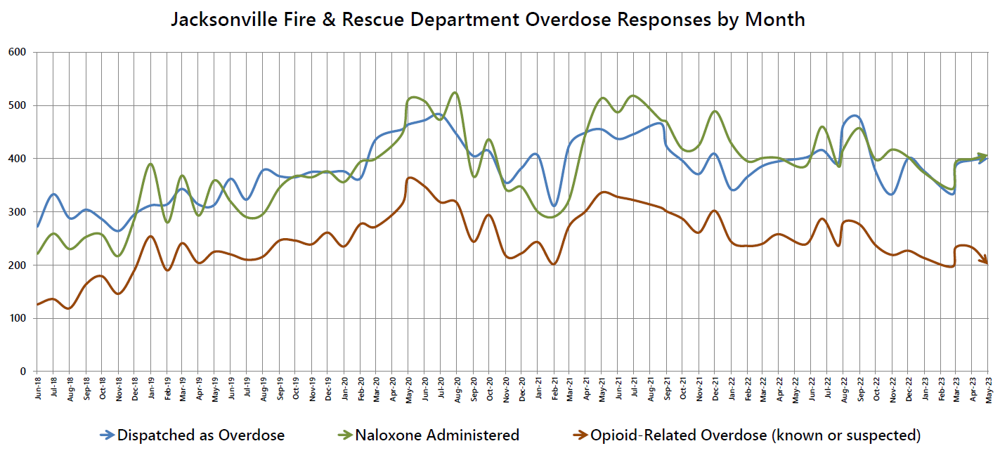 Jacksonville Fire & Rescue Department Overdose Responses by Month
600
500
400
300
200
100
0
Jun-18
Jul-18
Aug-18
Sep-18
Oct-18
Nov-18
Dec-18
Jan-19
Feb-19
Mar-19
Apr-19
May-19
Jun-19
Jul-19
Aug-19
Sep-19
Oct-19
Nov-19
Dec-19
Jan-20
Feb-20
Mar-20
Apr-20
May-20
Jun-20
Jul-20
Aug-20
Sep-20
Oct-20
Nov-20
Dec-20
Jan-21
Feb-21
Mar-21
Apr-21
May-21
Jun-21
Jul-21
Aug-21
Sep-21
Oct-21
Nov-21
Dec-21
Jan-22
Feb-22
Mar-22
Apr-22
May-22
Jun-22
Jul-22
Aug-22
Sep-22
Oct-22
Nov-22
Dec-22
Jan-23
Feb-23
Mar-23
Apr-23
May-23
Dispatched as Overdose
Naloxone Administered
Opioid-Related Overdose (known or suspected)